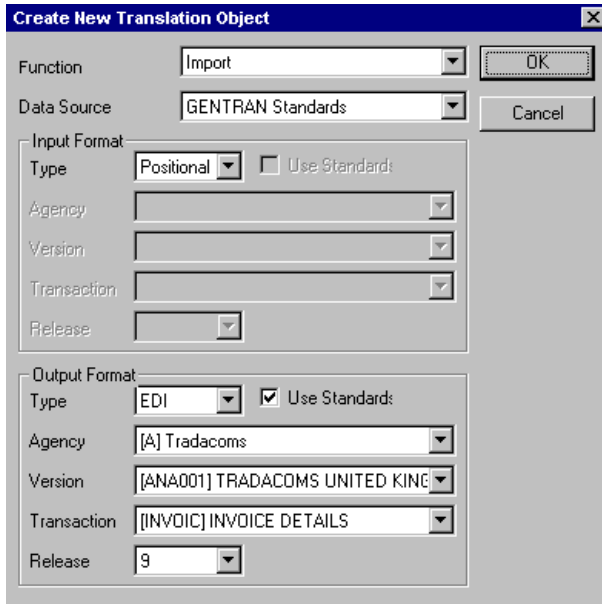 Create New Translation Object
Function Import OK
Data Source GENTRAN Standards Cancel
Input Format
Type Positional Use Standards
Agency
Version
Transaction
Release
Output Format
Type EDI Use Standards
Agency [A] Tradacoms
Version [ANA001] TRADACOMS UNITED KING
Transaction [INVOIC] INVOICE DETAILS
Release 9